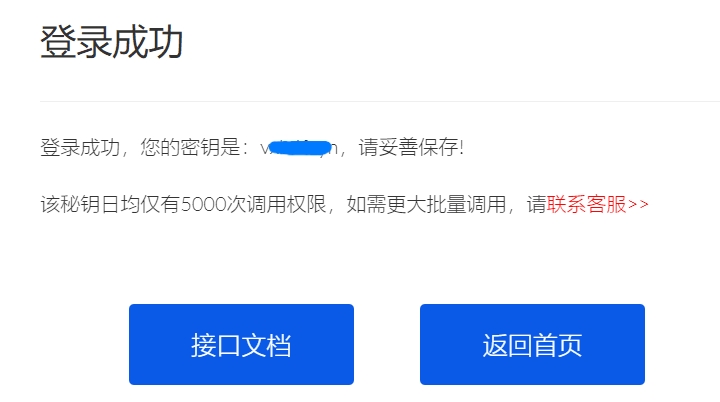 登录成功
登录成功，您的密钥是：，请妥善保存!
该秘钥日均仅有5000次调用权限，如需更大批量调用，请联系客服>>
接口文档 返回首页